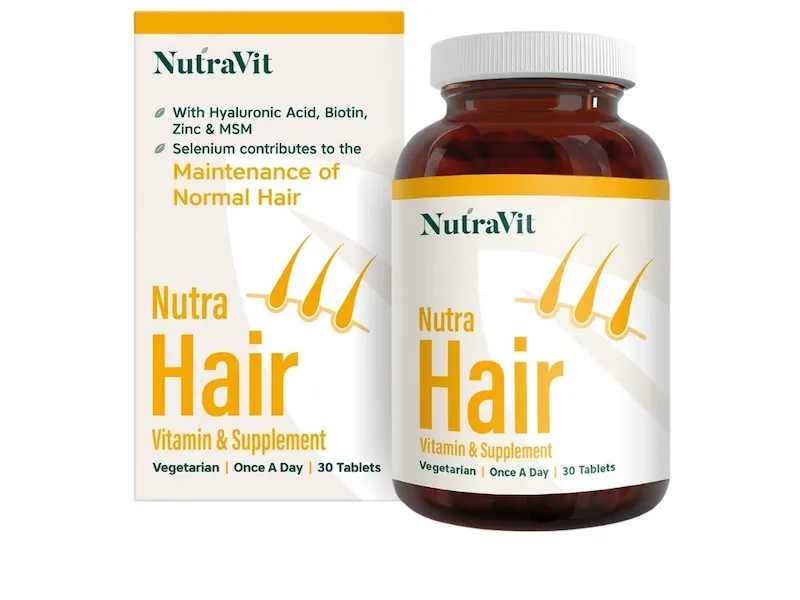 NutraVit
With Hyaluronic Acid, Biotin,
Zinc & MSM
Selenium contributes to the
Maintenance of
Normal Hair
Nutra
Hair
Vitamin & Supplement
Vegetarian | Once A Day | 30 Tablets
NutraVit
Nutra
Hair
Vitamin & Supplement
Vegetarian | Once A Day | 30 Tablets